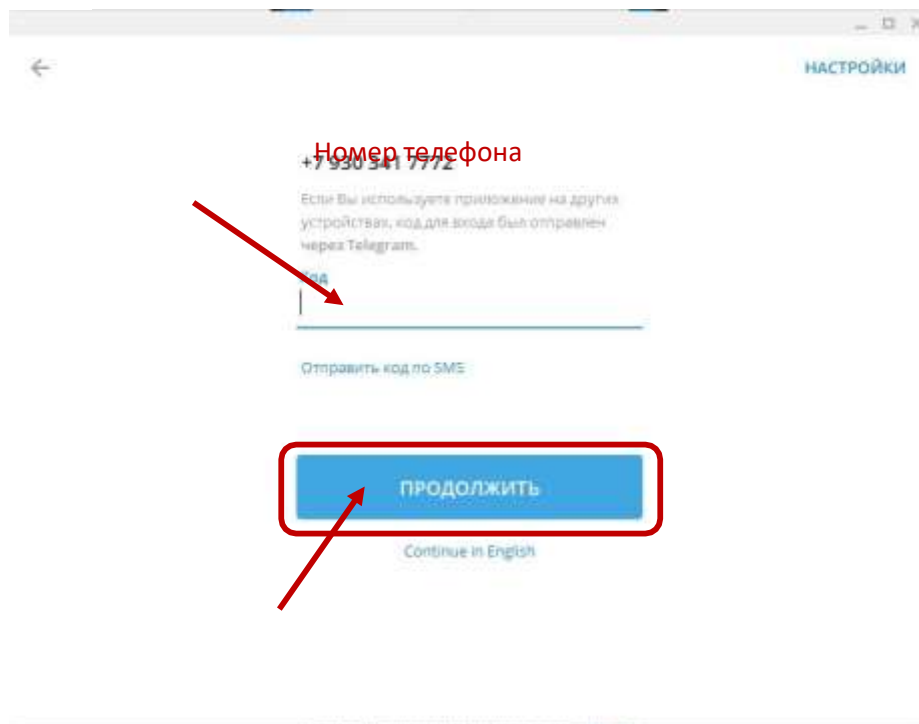 НАСТРОЙКИ
Номер телефона
+7 930 341 7772
Если Вы используете приложение на других
устройствах, код для входа был отправлен
через Telegram.
Код
Отправить код по SMS
ПРОДОЛЖИТЬ
Continue in English